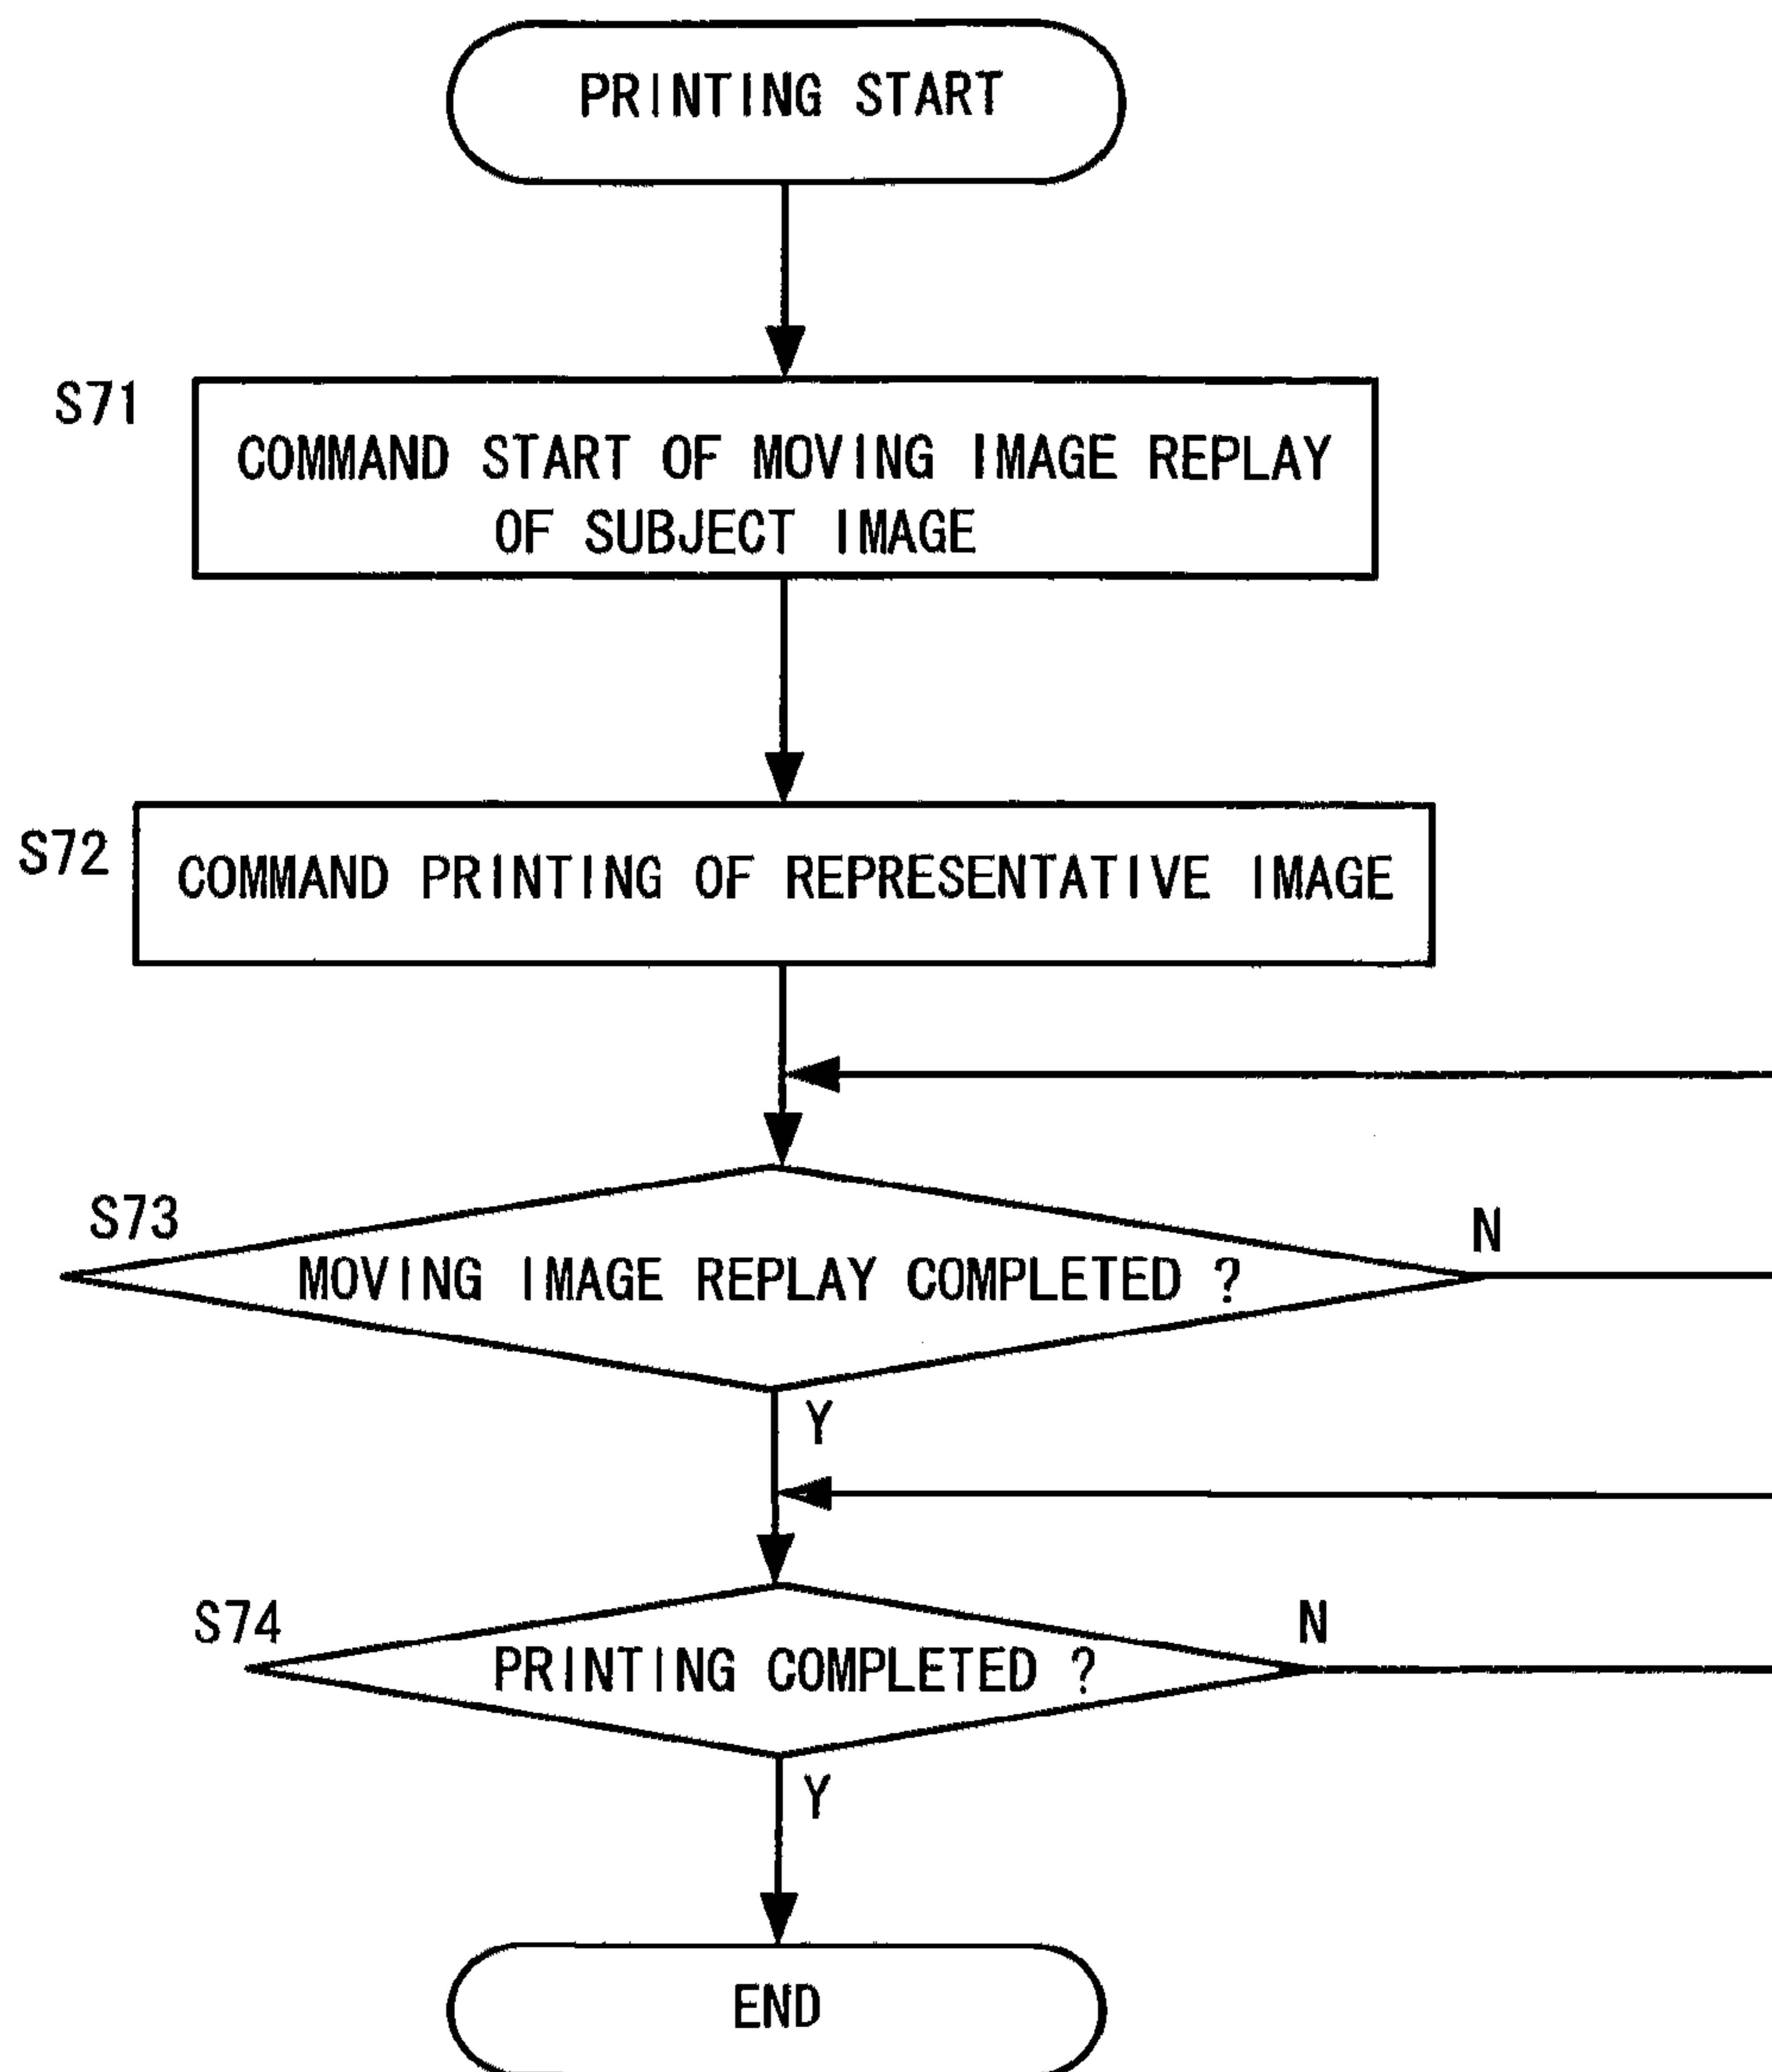 PRINTING START
S71
COMMAND START OF MOVING IMAGE REPLAY
OF SUBJECT IMAGE
S72
COMMAND PRINTING OF REPRESENTATIVE IMAGE
S73
N
MOVING IMAGE REPLAY COMPLETED ?
Y
S74
N
PRINTING COMPLETED ?
Y
END